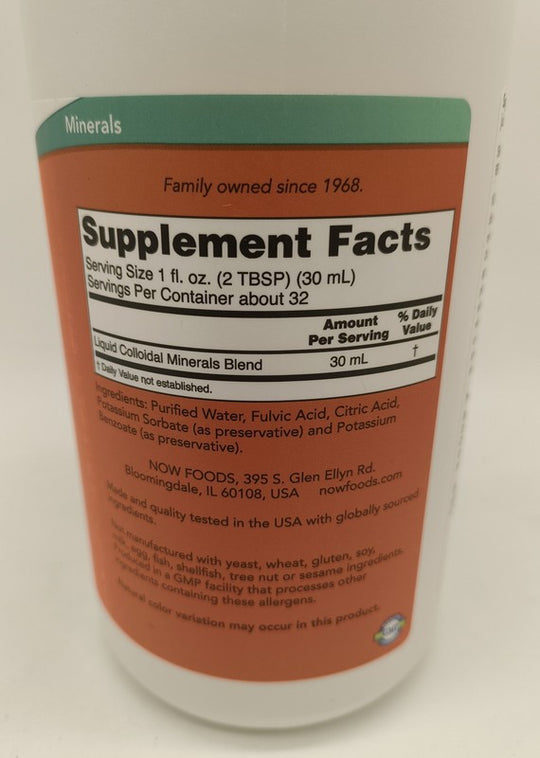 Minerals
Family owned since 1968.
Supplement Facts
Serving Size 1 fl. oz. (2 TBSP) (30 mL)
Servings Per Container about 32
Amount Per Serving
% Daily Value
Liquid Colloidal Minerals Blend 30 mL †
† Daily Value not established.
Ingredients: Purified Water, Fulvic Acid, Citric Acid,
Potassium Sorbate (as preservative) and Potassium
Benzoate (as preservative).
NOW FOODS, 395 S. Glen Ellyn Rd.
Bloomingdale, IL 60108, USA nowfoods.com
Made and quality tested in the USA with globally sourced
ingredients.
Not manufactured with yeast, wheat, gluten, soy,
milk, egg, fish, shellfish, tree nut or sesame ingredients.
Produced in a GMP facility that processes other
ingredients containing these allergens.
Natural color variation may occur in this product.
GMP